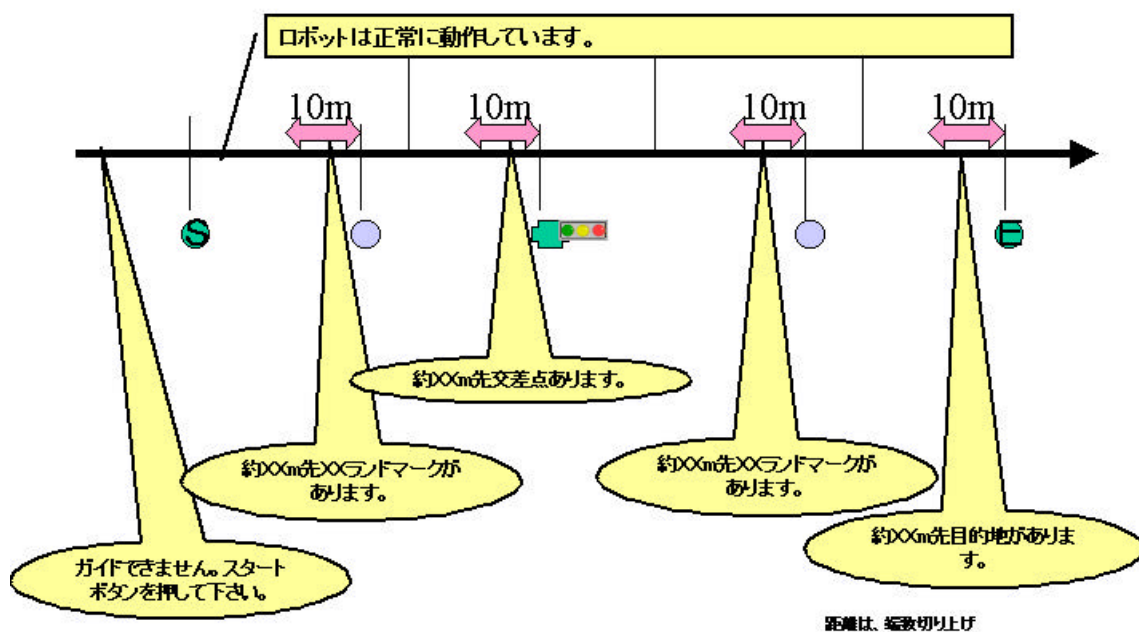 ロボットは正常に動作しています。
10m
10m
10m
10m
S
E
約XXm先交差点あります。
約XXm先XXランドマークが
あります。
約XXm先XXランドマークが
あります。
約XXm先目的地がありま
す。
ガイドできません。スタート
ボタンを押して下さい。
距離は、端数切り上げ